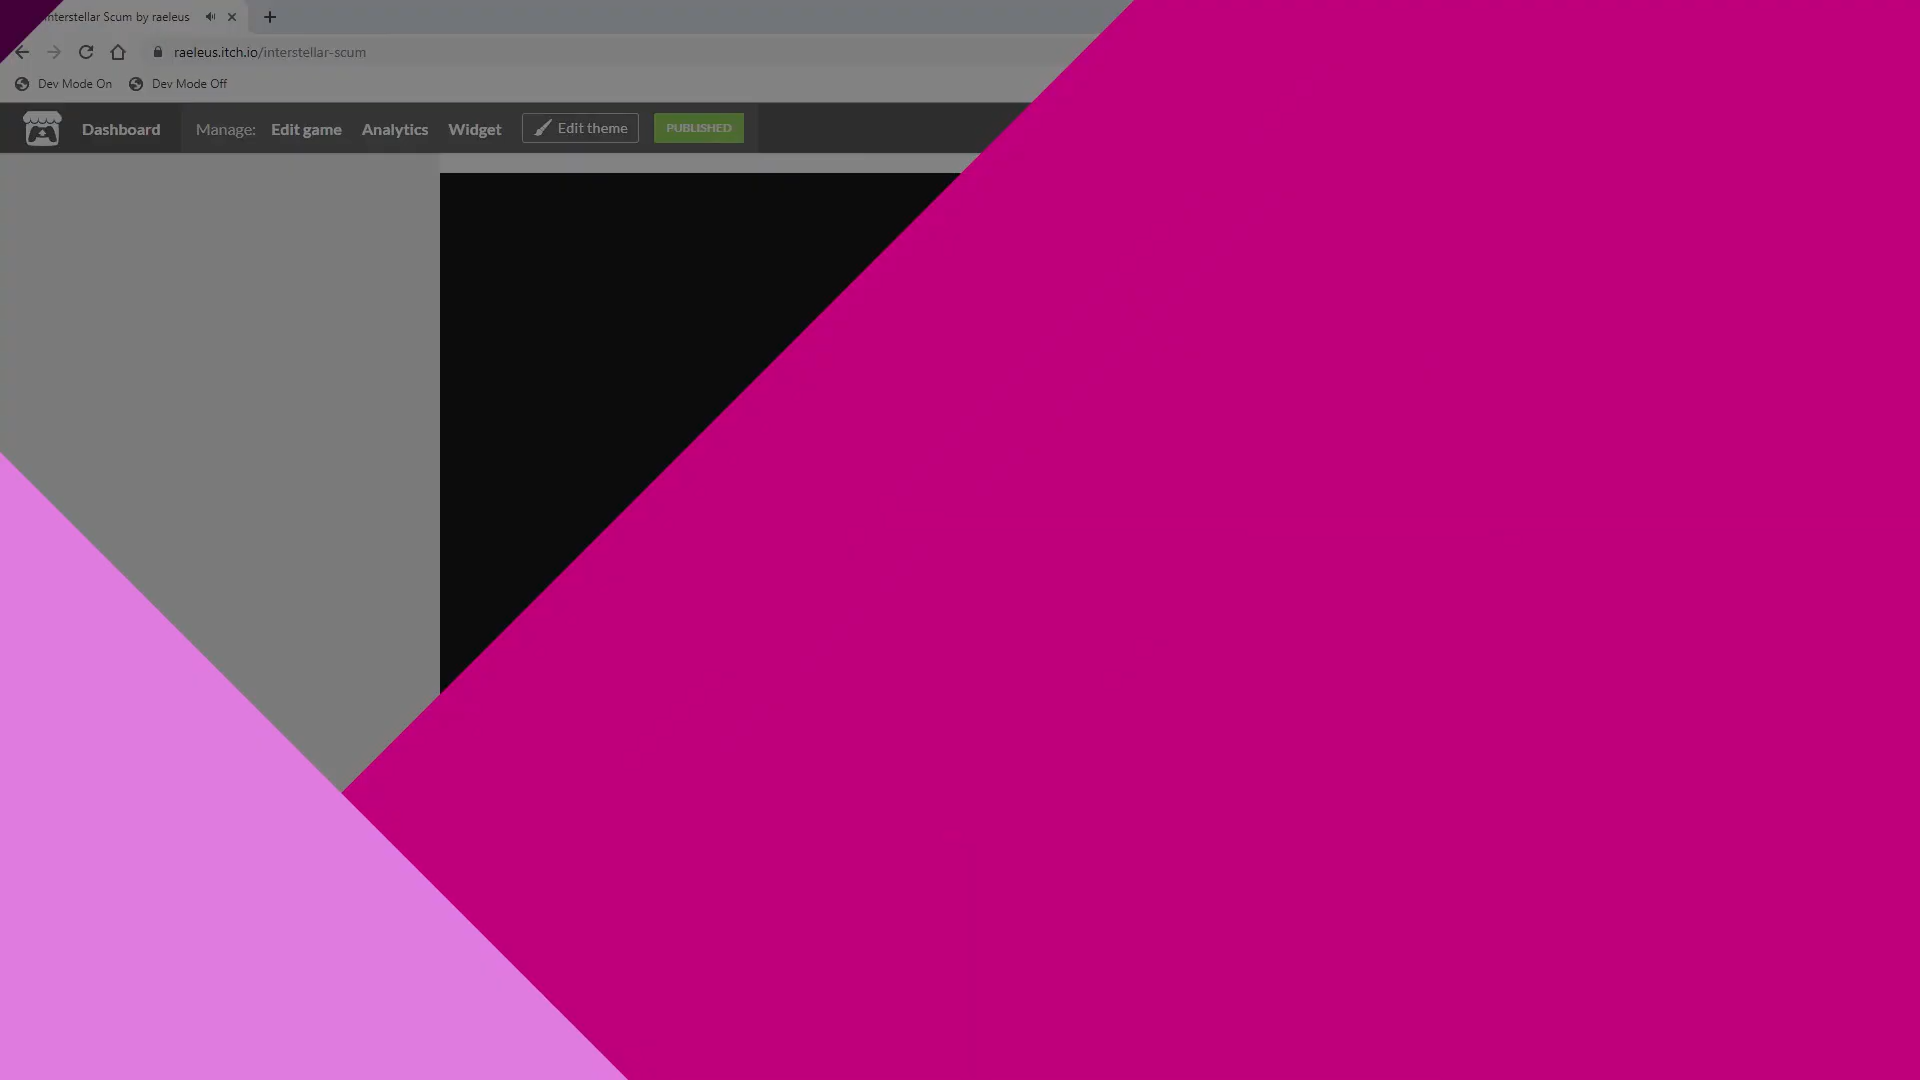 Interstellar Scum by raeleus
raeleus.itch.io/interstellar-scum
Dev Mode On Dev Mode Off
Dashboard Manage: Edit game Analytics Widget Edit theme PUBLISHED